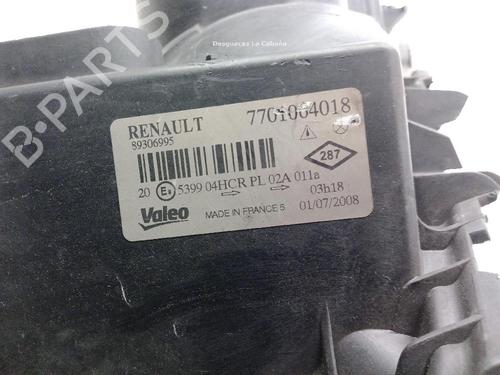 Desguaces La Cabaña
B-PARTS
RENAULT 7701064018
89306995
287
20 E2 5399 04HCR PL 02A 011a
03h18
Valeo MADE IN FRANCE 5 01/07/2008